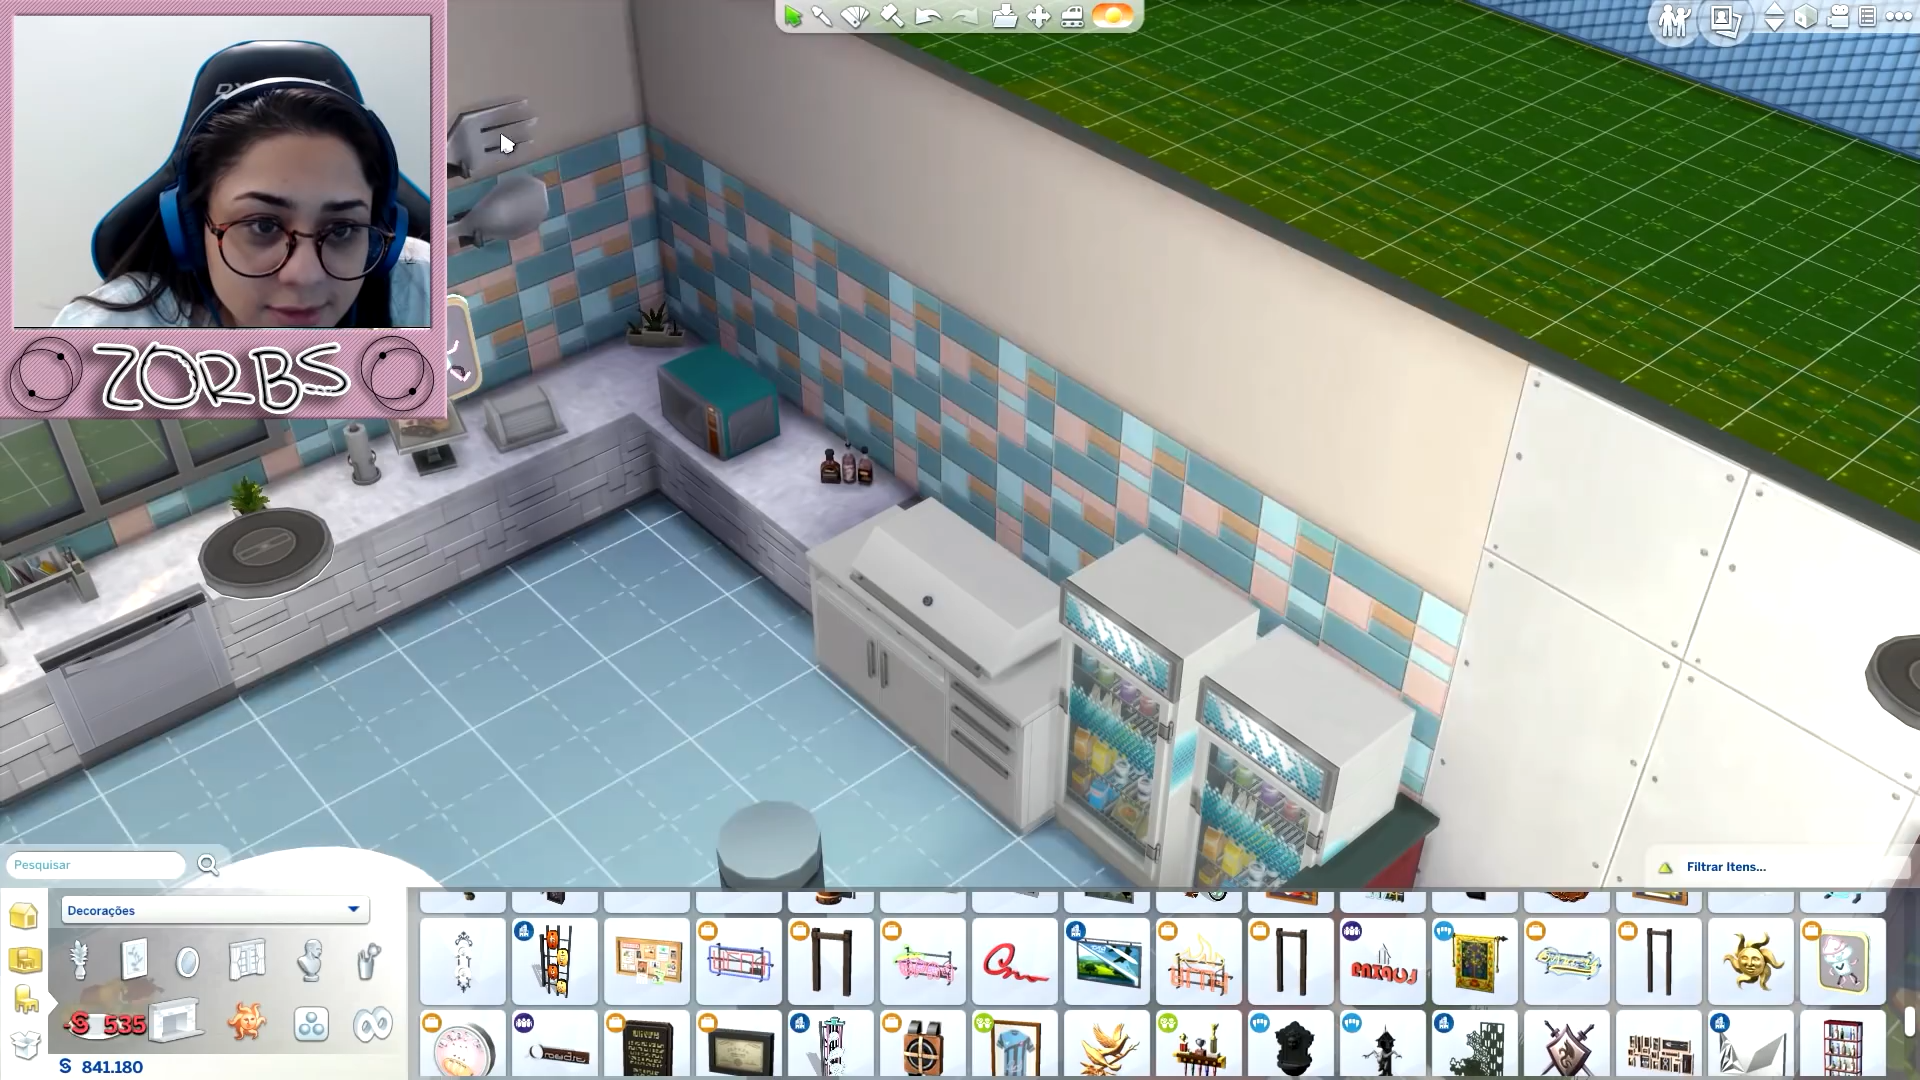 ZORBS
Pesquisar
Filtrar Itens...
Decorações
-§ 535
§ 841.180